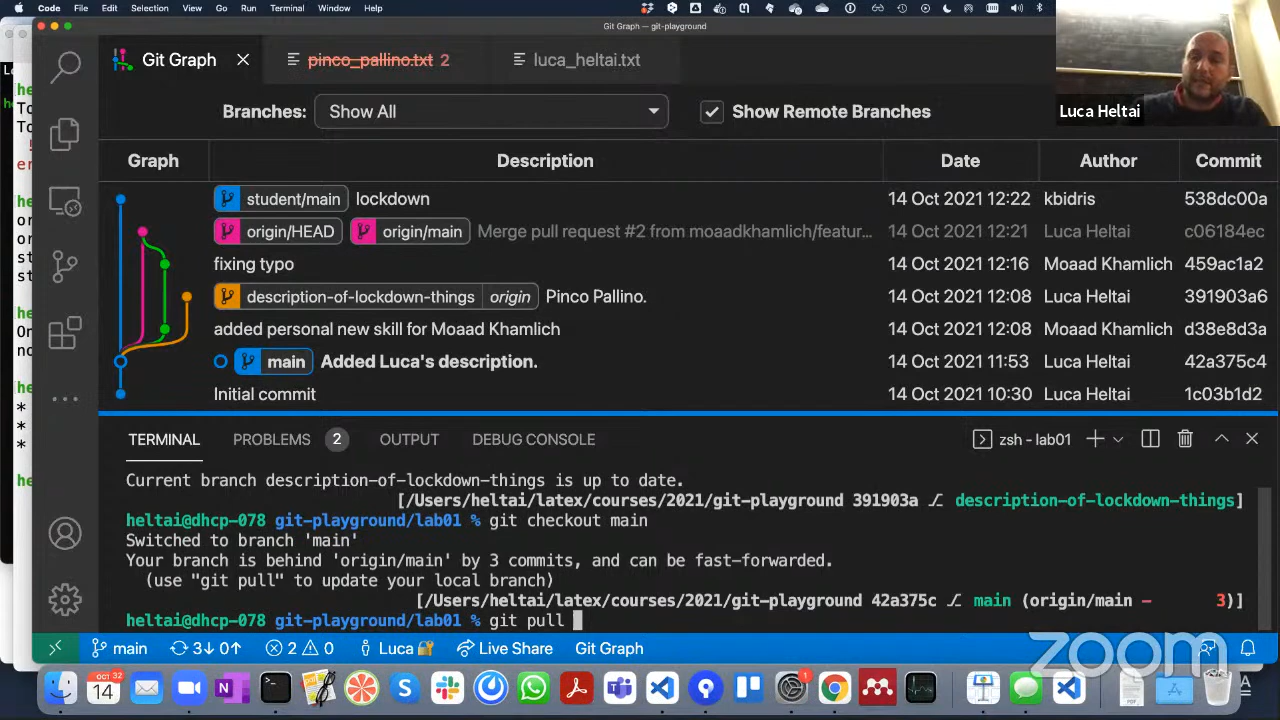 Code File Edit Selection View Go Run Terminal Window Help
Git Graph — git-playground
Git Graph
pinco_pallino.txt 2
luca_heltai.txt
Luca Heltai
Branches: Show All Show Remote Branches
Graph Description Date Author Commit
student/main lockdown 14 Oct 2021 12:22 kbidris 538dc00a
origin/HEAD origin/main Merge pull request #2 from moaadkhamlich/featur... 14 Oct 2021 12:21 Luca Heltai c06184ec
fixing typo 14 Oct 2021 12:16 Moaad Khamlich 459ac1a2
description-of-lockdown-things origin Pinco Pallino. 14 Oct 2021 12:08 Luca Heltai 391903a6
added personal new skill for Moaad Khamlich 14 Oct 2021 12:08 Moaad Khamlich d38e8d3a
main Added Luca's description. 14 Oct 2021 11:53 Luca Heltai 42a375c4
Initial commit 14 Oct 2021 10:30 Luca Heltai 1c03b1d2
TERMINAL PROBLEMS 2 OUTPUT DEBUG CONSOLE zsh - lab01
Current branch description-of-lockdown-things is up to date.
[/Users/heltai/latex/courses/2021/git-playground 391903a ⌥ description-of-lockdown-things]
heltai@dhcp-078 git-playground/lab01 % git checkout main
Switched to branch 'main'
Your branch is behind 'origin/main' by 3 commits, and can be fast-forwarded.
(use "git pull" to update your local branch)
[/Users/heltai/latex/courses/2021/git-playground 42a375c ⌥ main (origin/main — 3)]
heltai@dhcp-078 git-playground/lab01 % git pull
main 3↓ 0↑ 2 0 Luca Live Share Git Graph
zoom
OCT 32
14
1